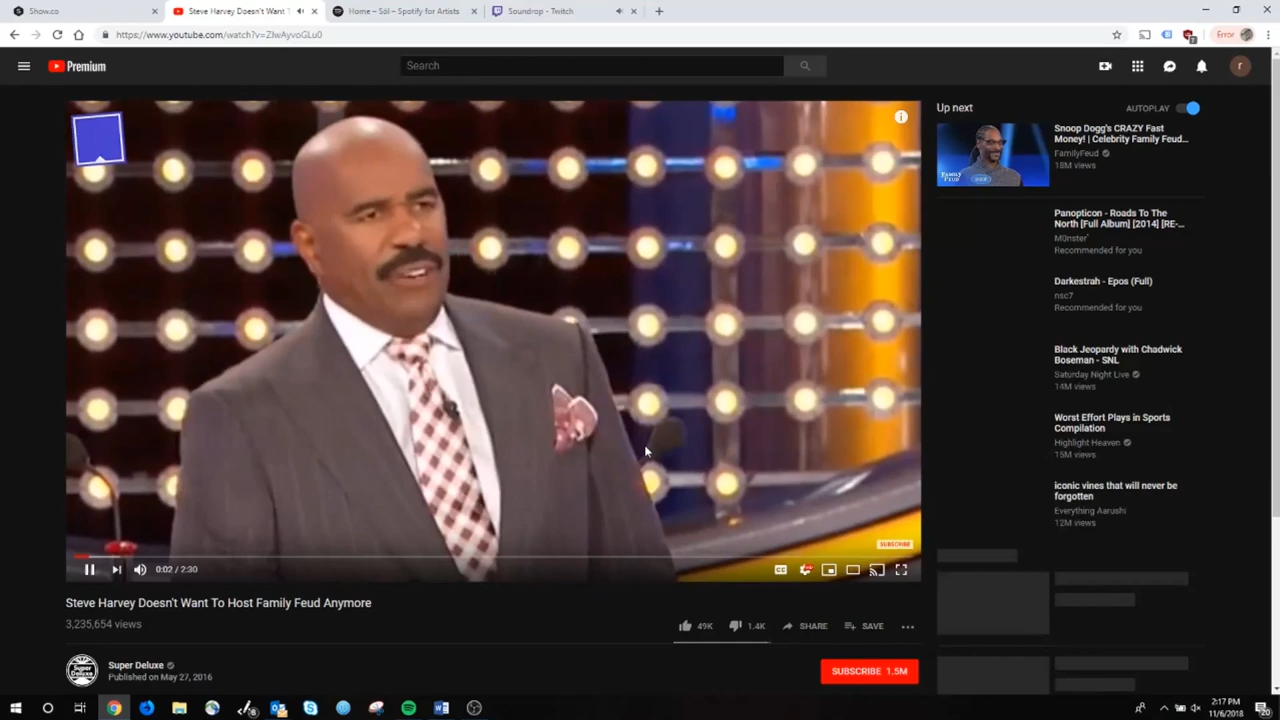 Show.co
Steve Harvey Doesn't Want T
Home – Sól – Spotify for Artists
Soundrop - Twitch
https://www.youtube.com/watch?v=ZIwAyvoGLu0
Error
Premium
Search
r
Up next
AUTOPLAY
Snoop Dogg's CRAZY Fast
Money! | Celebrity Family Feud...
FamilyFeud
18M views
Panopticon - Roads To The
North [Full Album] [2014] [RE-...
M0nster'
Recommended for you
Darkestrah - Epos (Full)
nsc7
Recommended for you
Black Jeopardy with Chadwick
Boseman - SNL
Saturday Night Live
14M views
Worst Effort Plays in Sports
Compilation
Highlight Heaven
15M views
iconic vines that will never be
forgotten
Everything Aarushi
12M views
SUBSCRIBE
0:02 / 2:30
CC
Steve Harvey Doesn't Want To Host Family Feud Anymore
3,235,654 views
49K
1.4K
SHARE
SAVE
Super Deluxe
Super Deluxe
Published on May 27, 2016
SUBSCRIBE 1.5M
2:17 PM
11/6/2018
20